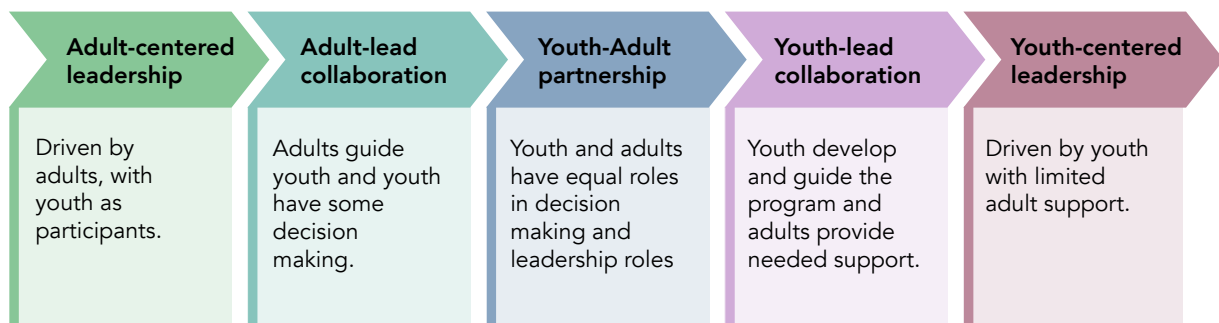 Adult-centered
leadership
Driven by
adults, with
youth as
participants.
Adult-lead
collaboration
Adults guide
youth and youth
have some
decision
making.
Youth-Adult
partnership
Youth and adults
have equal roles
in decision
making and
leadership roles
Youth-lead
collaboration
Youth develop
and guide the
program and
adults provide
needed support.
Youth-centered
leadership
Driven by youth
with limited
adult support.